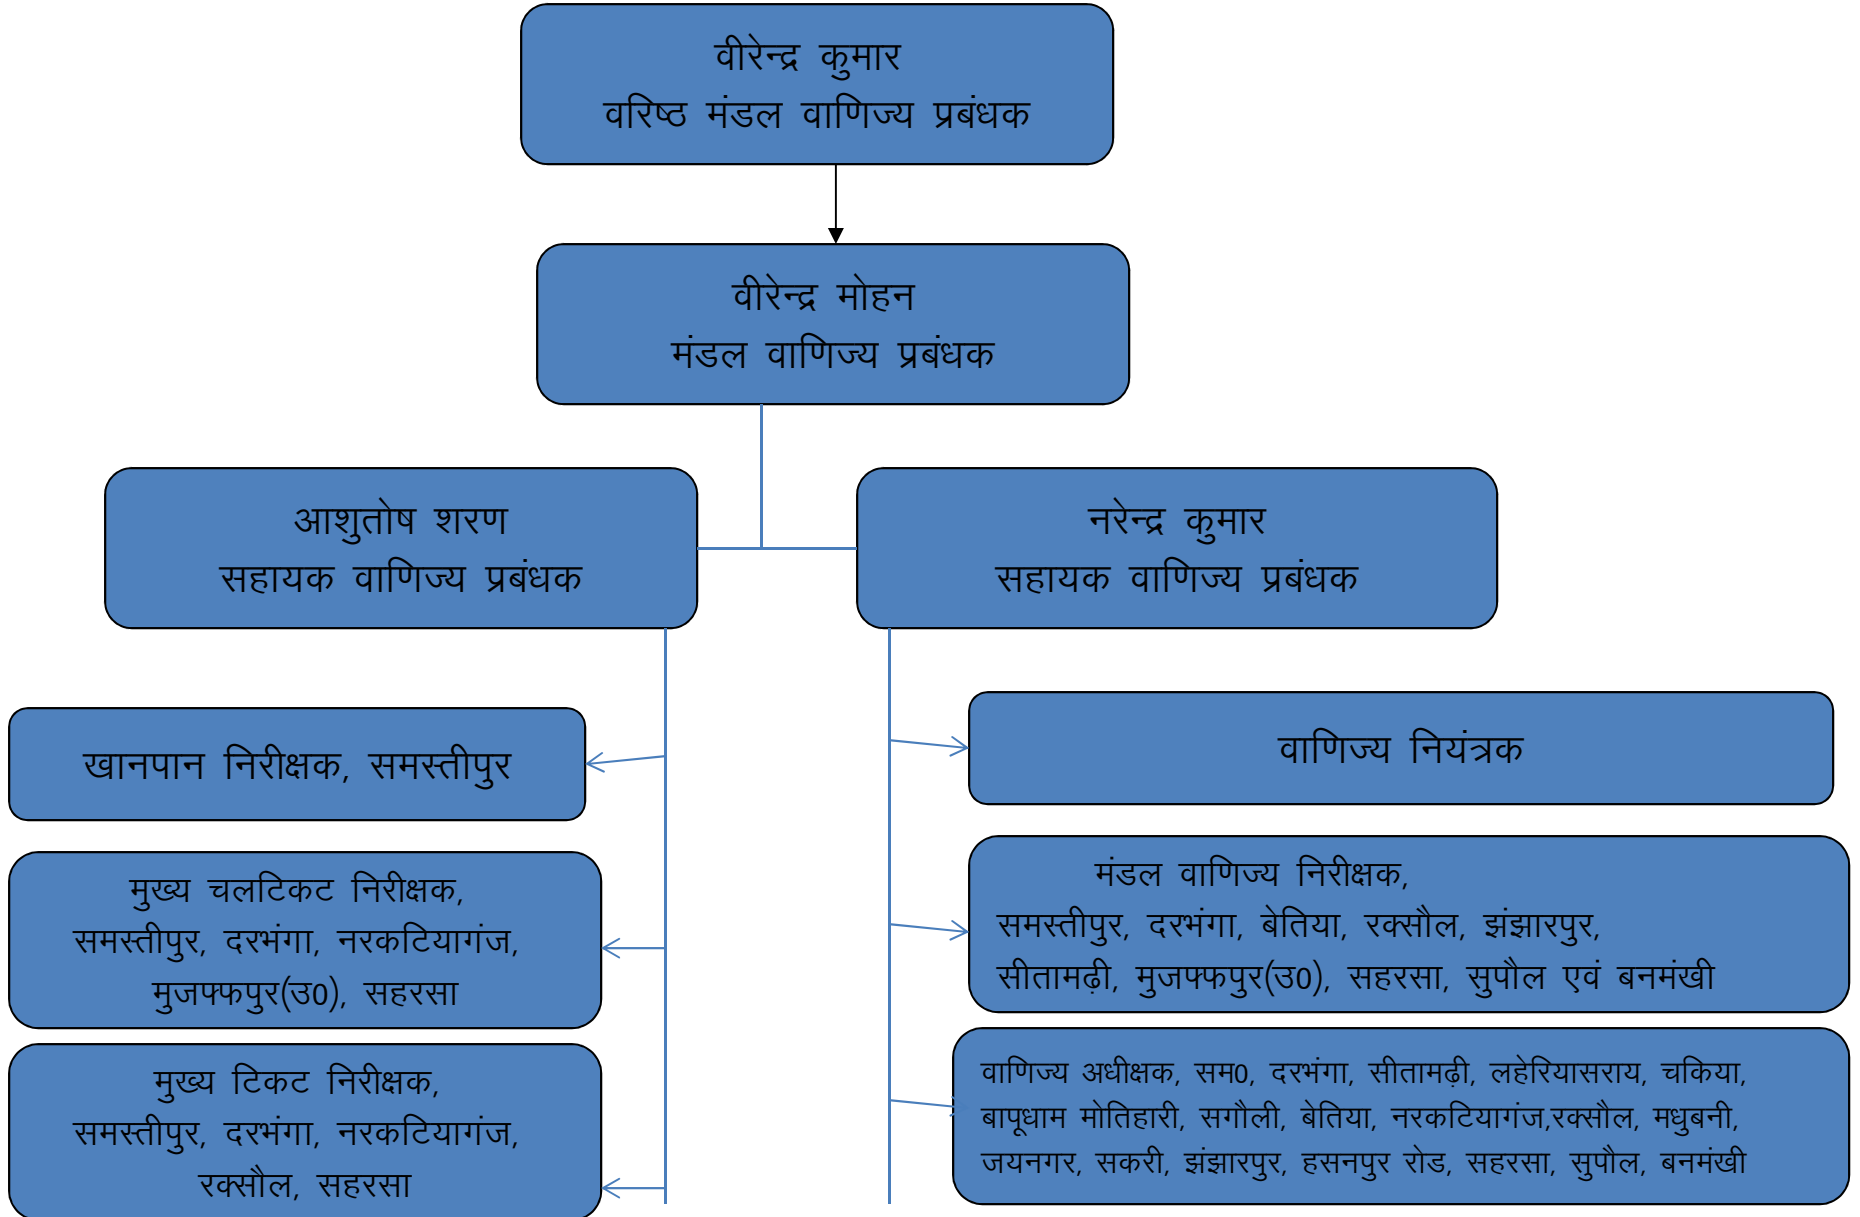 वीरेन्द्र कुमार
वरिष्ठ मंडल वाणिज्य प्रबंधक
वीरेन्द्र मोहन
मंडल वाणिज्य प्रबंधक
आशुतोष शरण
सहायक वाणिज्य प्रबंधक
नरेन्द्र कुमार
सहायक वाणिज्य प्रबंधक
खानपान निरीक्षक, समस्तीपुर
मुख्य चलटिकट निरीक्षक,
समस्तीपुर, दरभंगा, नरकटियागंज,
मुजफ्फपुर(उ0), सहरसा
मुख्य टिकट निरीक्षक,
समस्तीपुर, दरभंगा, नरकटियागंज,
रक्सौल, सहरसा
वाणिज्य नियंत्रक
मंडल वाणिज्य निरीक्षक,
समस्तीपुर, दरभंगा, बेतिया, रक्सौल, झंझारपुर,
सीतामढ़ी, मुजफ्फपुर(उ0), सहरसा, सुपौल एवं बनमंखी
वाणिज्य अधीक्षक, सम0, दरभंगा, सीतामढ़ी, लहेरियासराय, चकिया,
बापूधाम मोतिहारी, सगौली, बेतिया, नरकटियागंज,रक्सौल, मधुबनी,
जयनगर, सकरी, झंझारपुर, हसनपुर रोड, सहरसा, सुपौल, बनमंखी